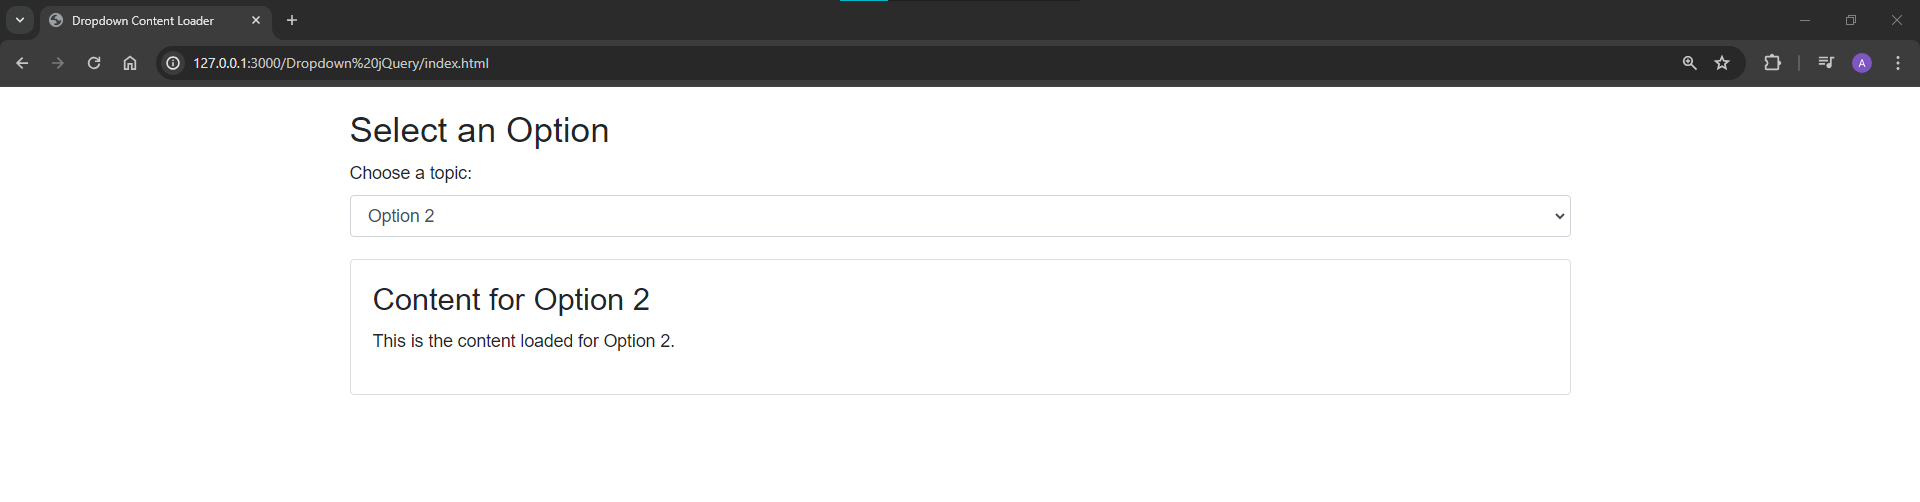 Dropdown Content Loader
127.0.0.1:3000/Dropdown%20jQuery/index.html
A
Select an Option
Choose a topic:
Option 2
Content for Option 2
This is the content loaded for Option 2.